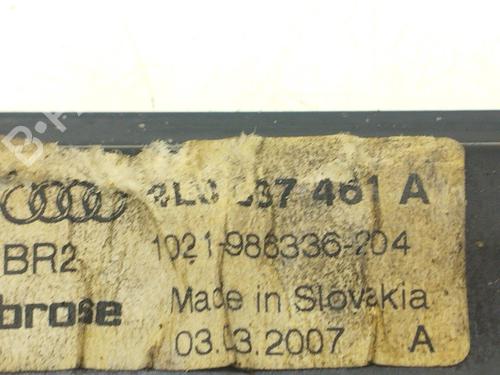 461 A
BR2
1021-986336-204
brose
Made in Slovakia
03.03.2007 A